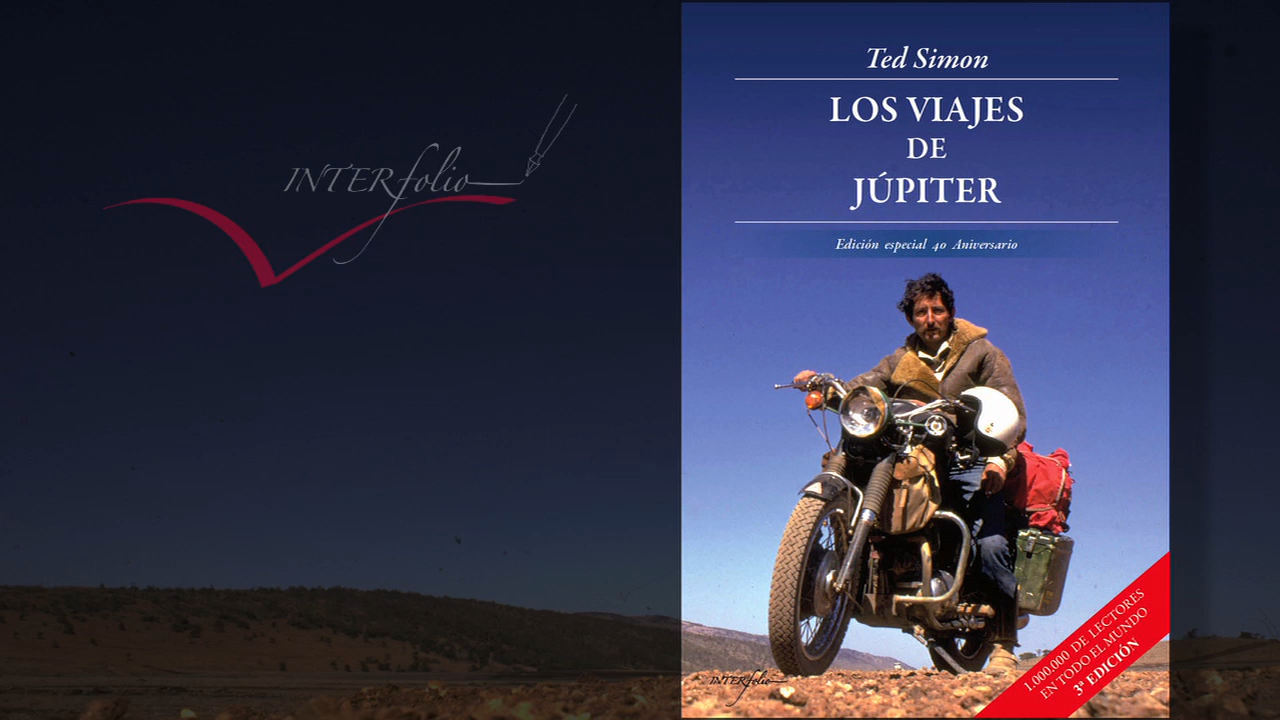 INTERfolio
Ted Simon
LOS VIAJES
DE
JÚPITER
Edición especial 40 Aniversario
INTERfolio
1.000.000 DE LECTORES
EN TODO EL MUNDO
3ª EDICIÓN